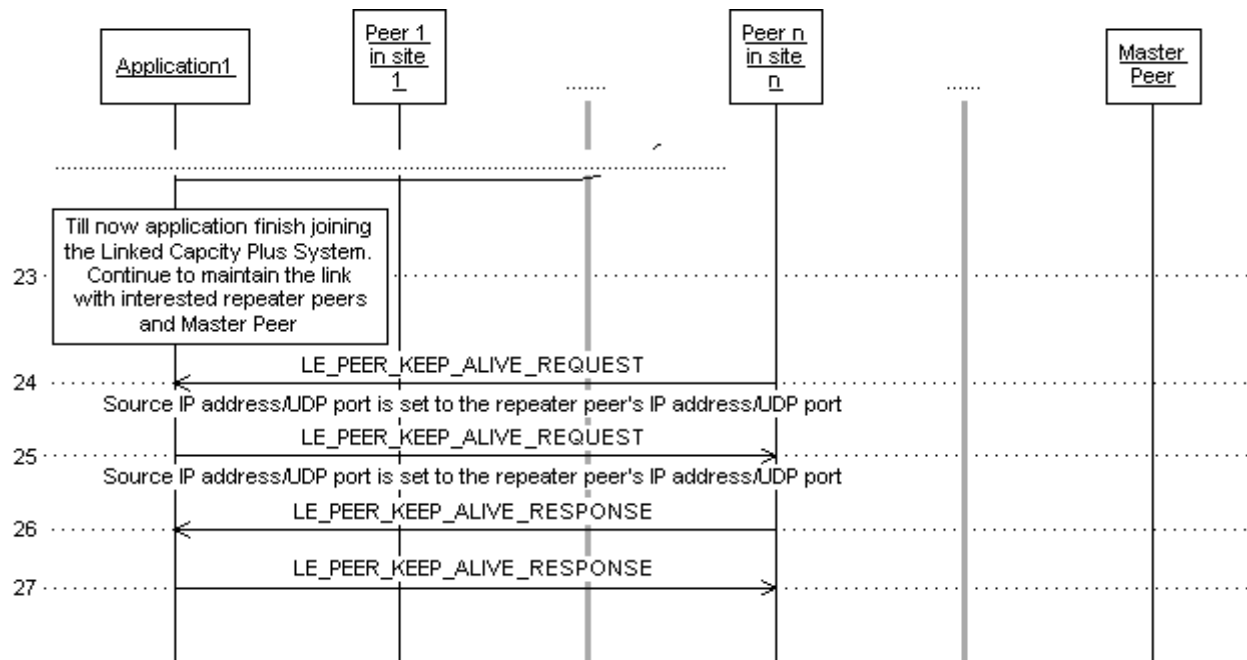 Application1
Peer 1
in site
1
......
Peer n
in site
n
......
Master
Peer
Till now application finish joining
the Linked Capcity Plus System.
Continue to maintain the link
with interested repeater peers
and Master Peer
23
LE_PEER_KEEP_ALIVE_REQUEST
24
Source IP address/UDP port is set to the repeater peer's IP address/UDP port
LE_PEER_KEEP_ALIVE_REQUEST
25
Source IP address/UDP port is set to the repeater peer's IP address/UDP port
LE_PEER_KEEP_ALIVE_RESPONSE
26
LE_PEER_KEEP_ALIVE_RESPONSE
27